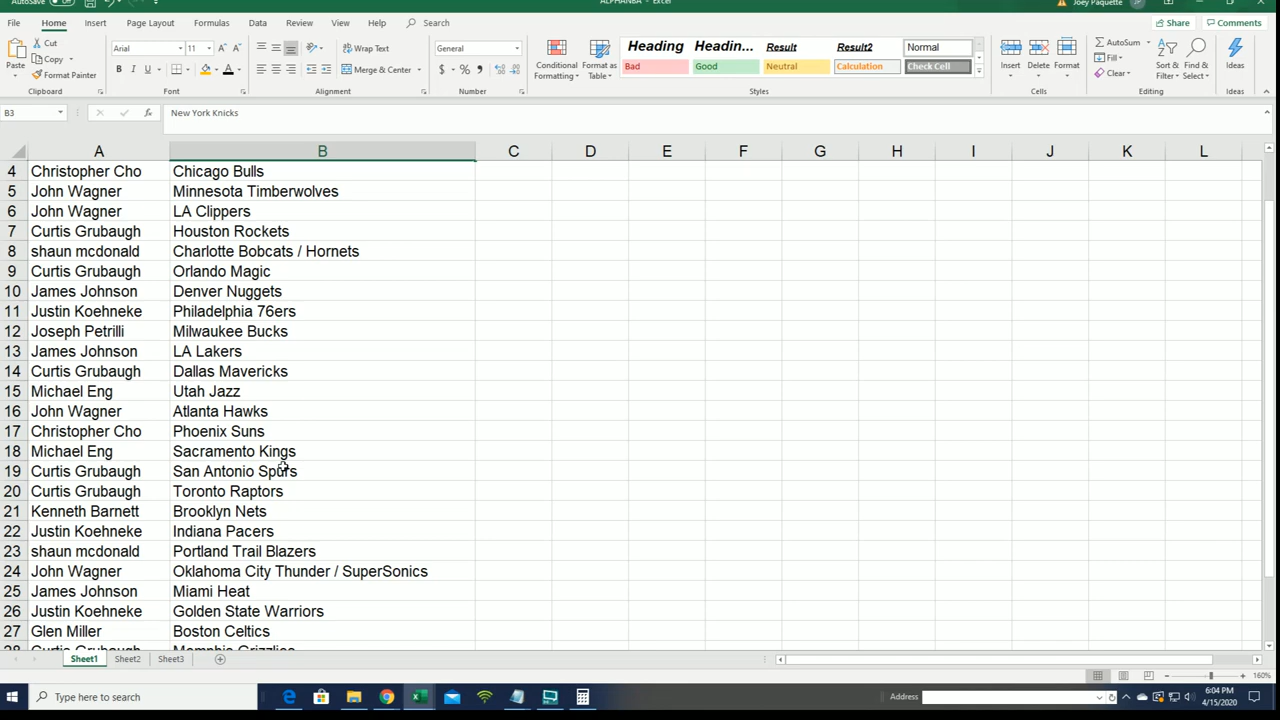 AutoSave Off ALPHANBA - Excel Joey Paquette JP
File Home Insert Page Layout Formulas Data Review View Help Search Share Comments
Paste Cut Copy Format Painter Clipboard
Arial 11 A A B I U A Font
Wrap Text Merge & Center Alignment
General $ % , Number
Conditional Formatting Format as Table
Heading Headin... Result Result2 Normal
Bad Good Neutral Calculation Check Cell
Styles
Insert Delete Format Cells
AutoSum Fill Clear Sort & Filter Find & Select Editing
Ideas Ideas
B3 fx New York Knicks
A B C D E F G H I J K L
4 Christopher Cho Chicago Bulls
5 John Wagner Minnesota Timberwolves
6 John Wagner LA Clippers
7 Curtis Grubaugh Houston Rockets
8 shaun mcdonald Charlotte Bobcats / Hornets
9 Curtis Grubaugh Orlando Magic
10 James Johnson Denver Nuggets
11 Justin Koehneke Philadelphia 76ers
12 Joseph Petrilli Milwaukee Bucks
13 James Johnson LA Lakers
14 Curtis Grubaugh Dallas Mavericks
15 Michael Eng Utah Jazz
16 John Wagner Atlanta Hawks
17 Christopher Cho Phoenix Suns
18 Michael Eng Sacramento Kings
19 Curtis Grubaugh San Antonio Spurs
20 Curtis Grubaugh Toronto Raptors
21 Kenneth Barnett Brooklyn Nets
22 Justin Koehneke Indiana Pacers
23 shaun mcdonald Portland Trail Blazers
24 John Wagner Oklahoma City Thunder / SuperSonics
25 James Johnson Miami Heat
26 Justin Koehneke Golden State Warriors
27 Glen Miller Boston Celtics
28 Curtis Grubaugh Memphis Grizzlies
Sheet1 Sheet2 Sheet3
160%
Type here to search Address 6:04 PM
4/15/2020